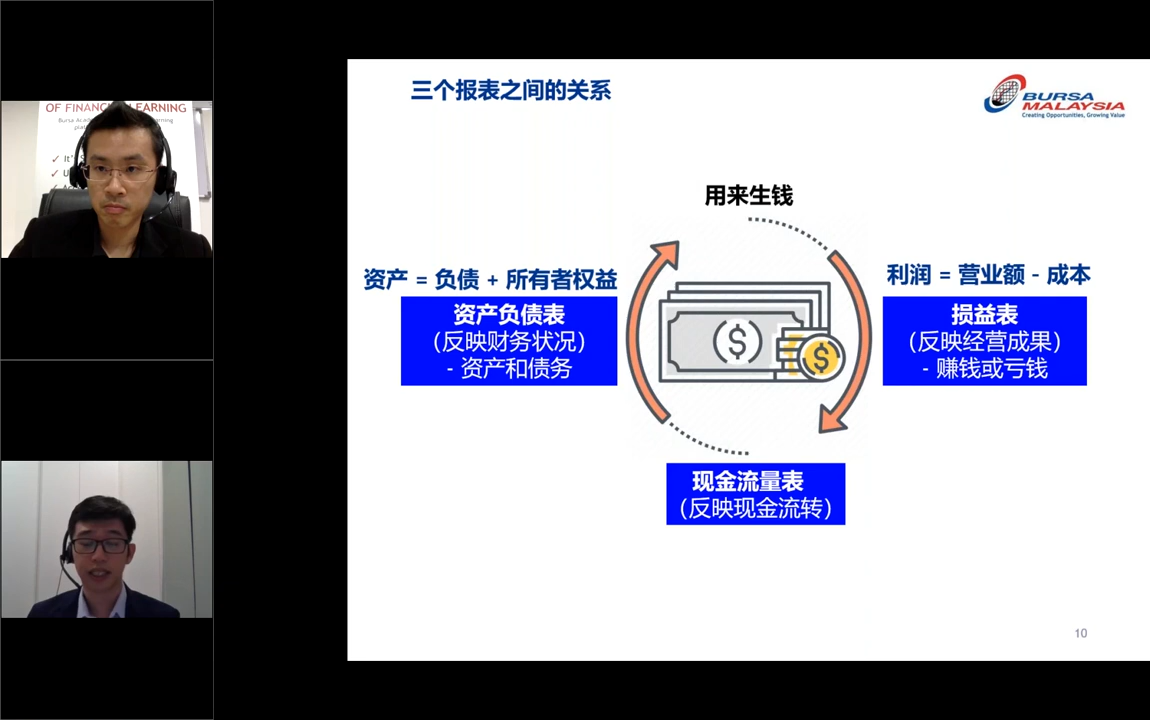 OF FINANCIAL LEARNING
三个报表之间的关系
BURSA
MALAYSIA
Creating Opportunities, Growing Value
用来生钱
资产 = 负债 + 所有者权益
资产负债表
（反映财务状况）
- 资产和债务
利润 = 营业额 - 成本
损益表
（反映经营成果）
- 赚钱或亏钱
现金流量表
（反映现金流转）
10